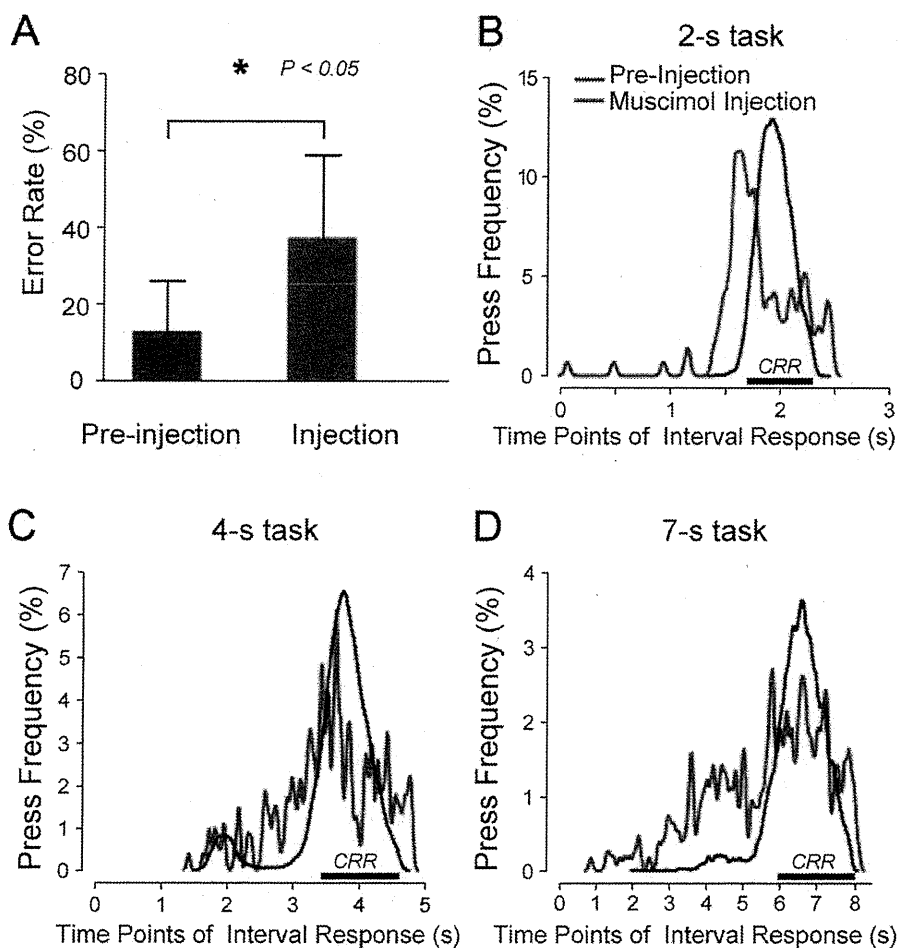 A
* P < 0.05
Error Rate (%)
80
60
40
20
0
Pre-injection Injection
B
2-s task
Pre-Injection
Muscimol Injection
Press Frequency (%)
15
10
5
0
CRR
0 1 2 3
Time Points of Interval Response (s)
C
4-s task
Press Frequency (%)
7
6
5
4
3
2
1
0
CRR
0 1 2 3 4 5
Time Points of Interval Response (s)
D
7-s task
Press Frequency (%)
4
3
2
1
0
CRR
0 1 2 3 4 5 6 7 8
Time Points of Interval Response (s)